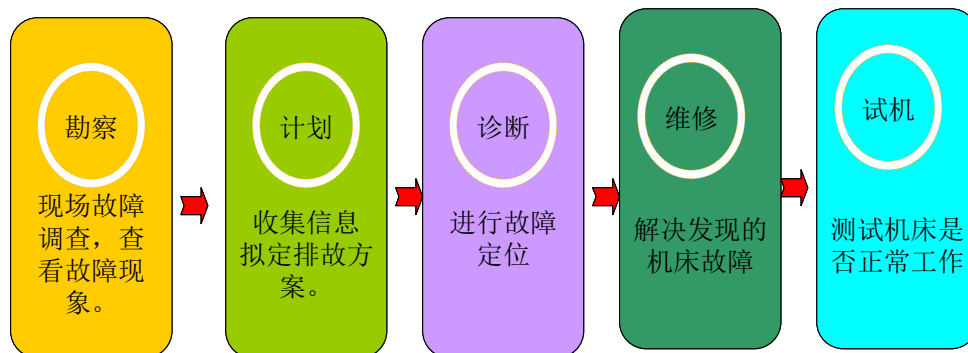 勘察
现场故障
调查，查
看故障现
象。
计划
收集信息
拟定排故方
案。
诊断
进行故障
定位
维修
解决发现的
机床故障
试机
测试机床是
否正常工作